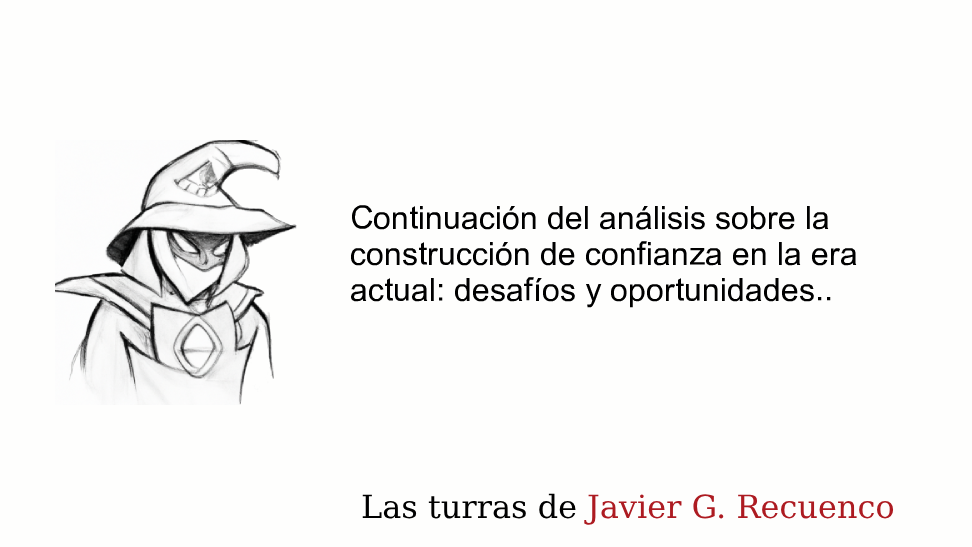 Continuación del análisis sobre la
construcción de confianza en la era
actual: desafíos y oportunidades..
Las turras de Javier G. Recuenco